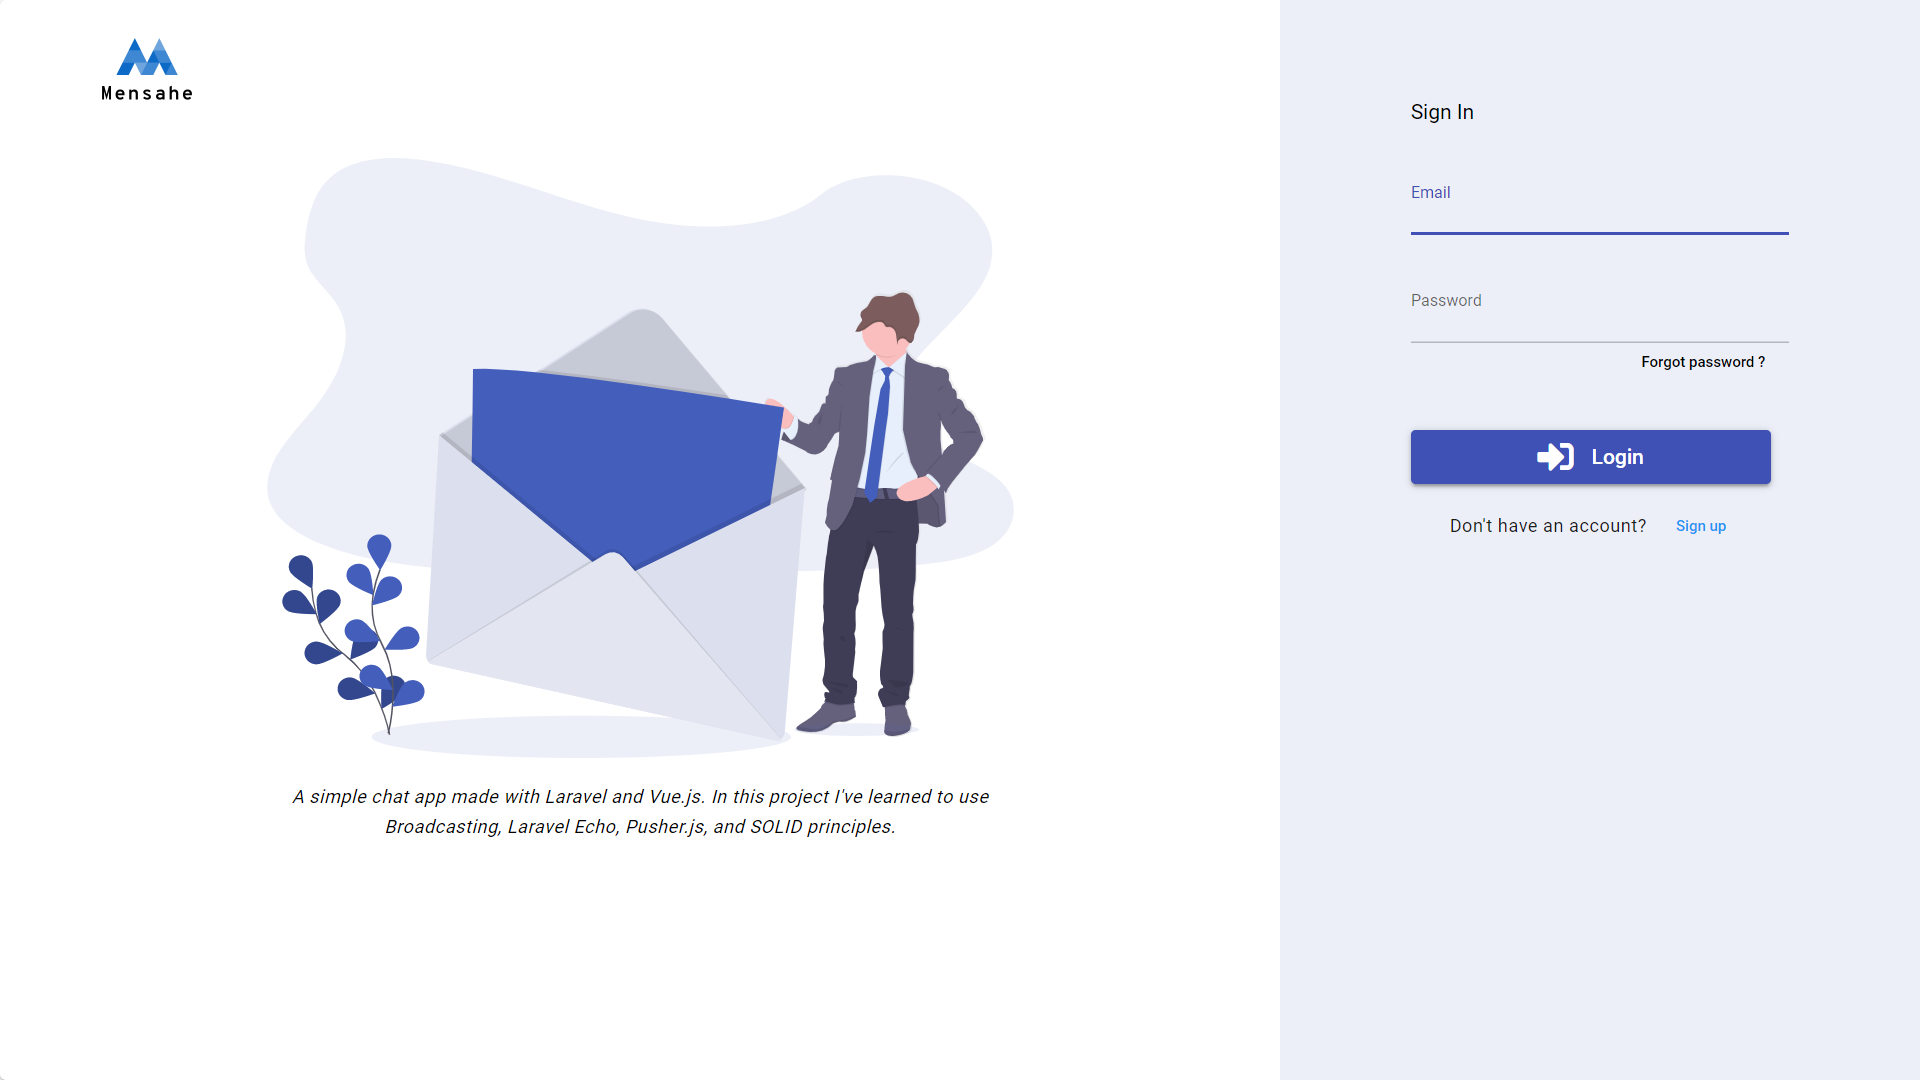 Mensahe
Sign In
Email
Password
Forgot password ?
Login
Don't have an account? Sign up
A simple chat app made with Laravel and Vue.js. In this project I've learned to use
Broadcasting, Laravel Echo, Pusher.js, and SOLID principles.